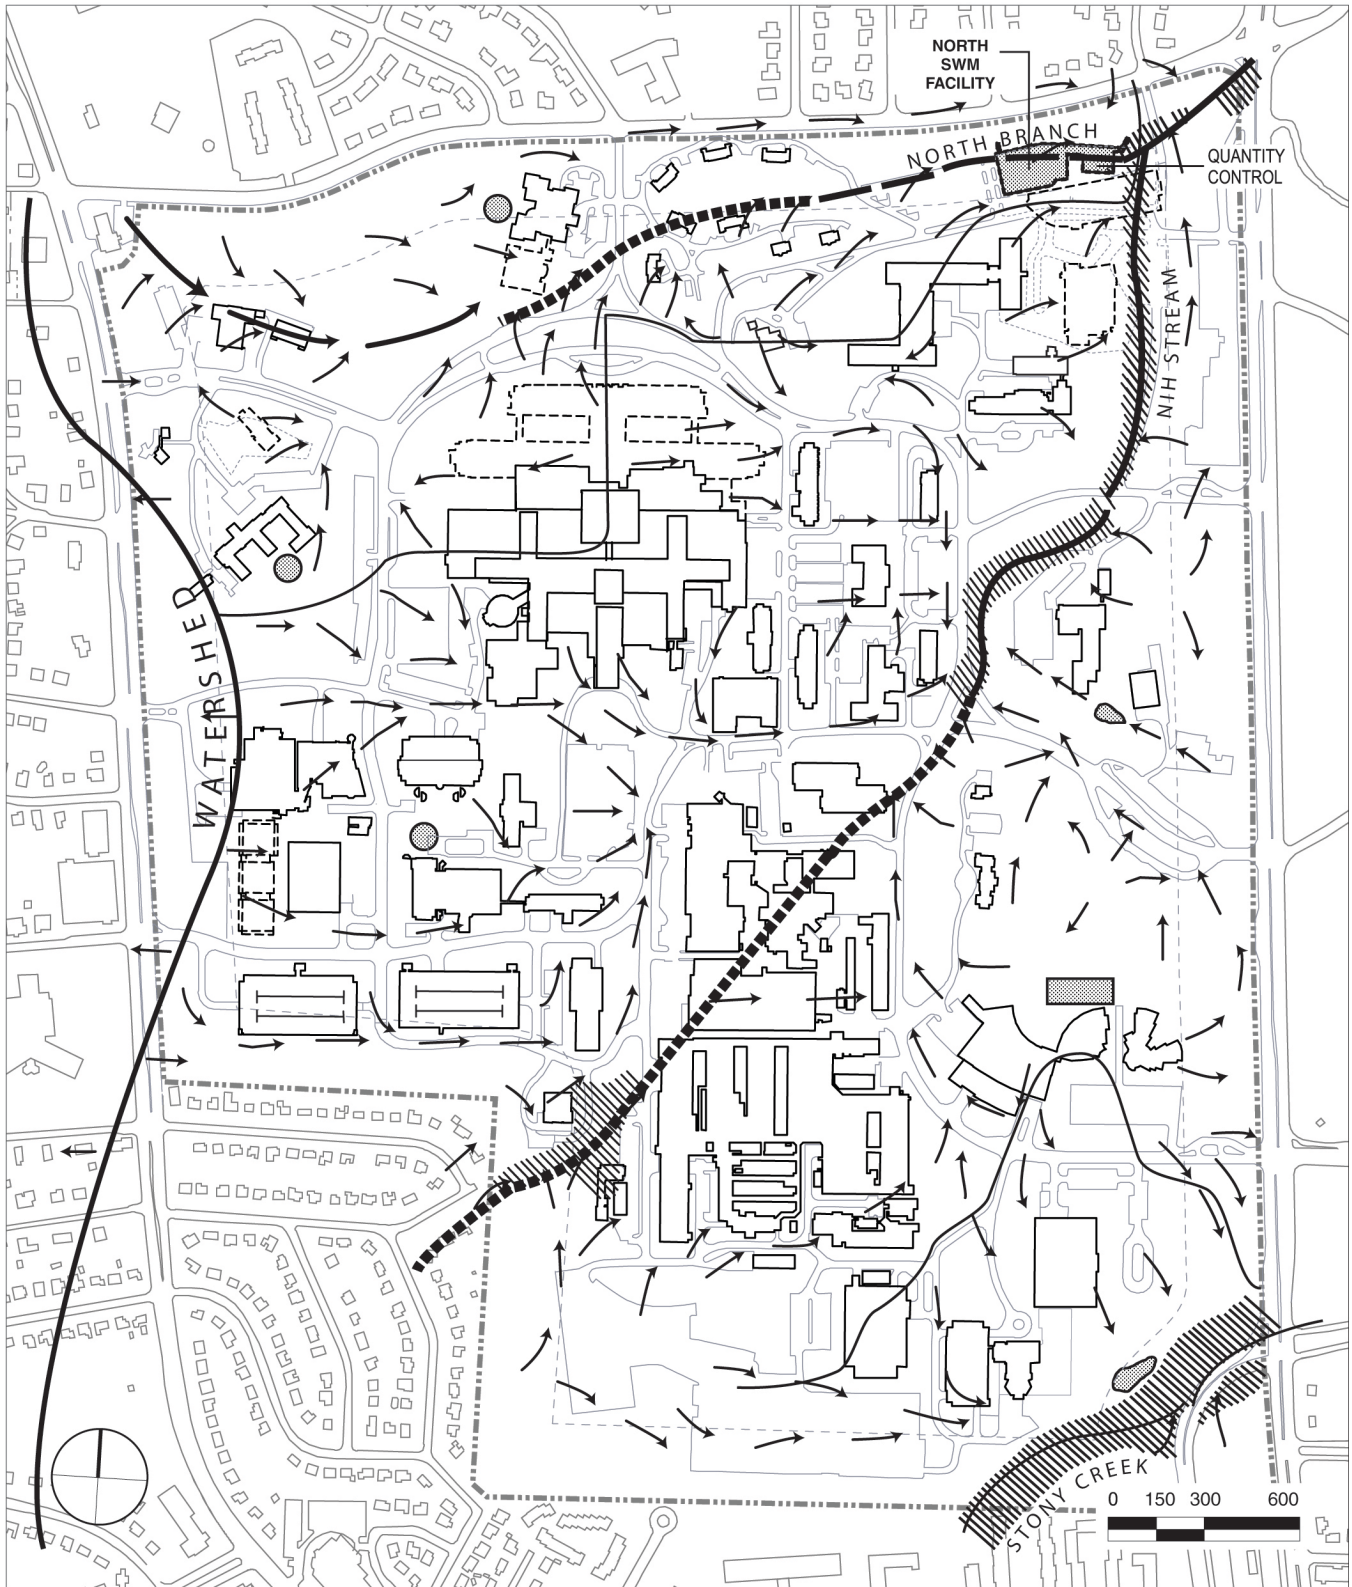 NORTH
SWM
FACILITY
NORTH BRANCH
QUANTITY
CONTROL
NIH STREAM
WATERSHED
STONY CREEK
0 150 300 600